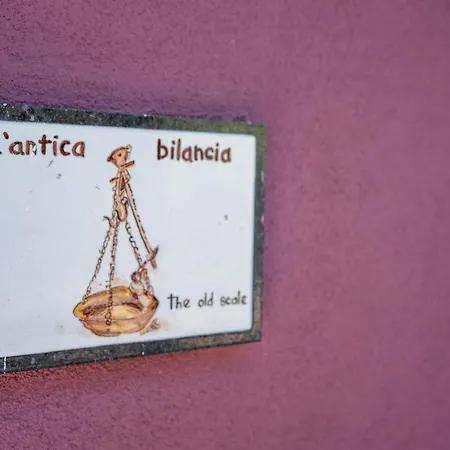 L'antica bilancia
the old scale